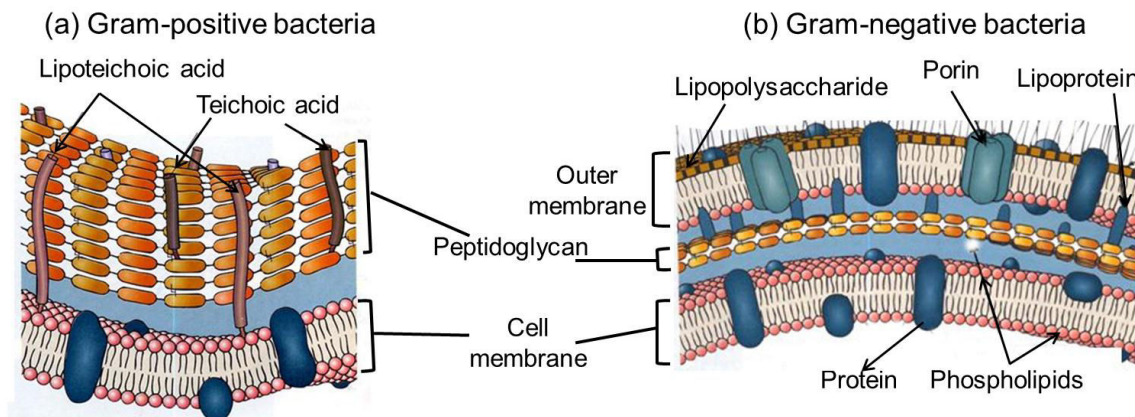 (a) Gram-positive bacteria
(b) Gram-negative bacteria
Lipoteichoic acid
Teichoic acid
Lipopolysaccharide
Porin
Lipoprotein
Outer
membrane
Peptidoglycan
Cell
membrane
Protein
Phospholipids